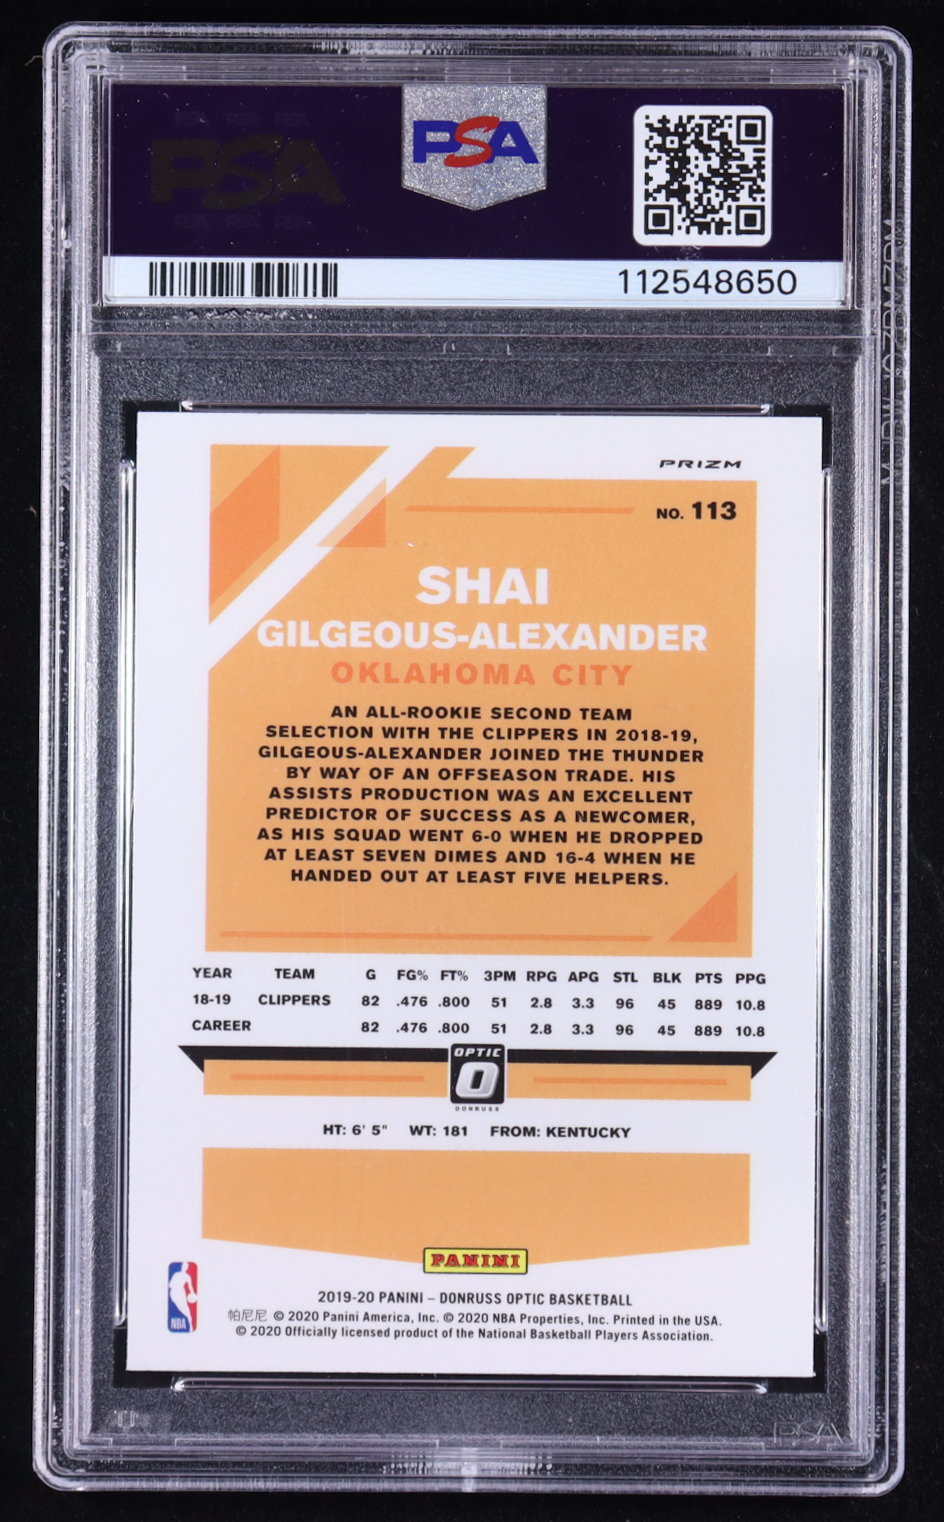 PSA
PSA
112548650
PRIZM
NO. 113
SHAI
GILGEOUS-ALEXANDER
OKLAHOMA CITY
AN ALL-ROOKIE SECOND TEAM
SELECTION WITH THE CLIPPERS IN 2018-19,
GILGEOUS-ALEXANDER JOINED THE THUNDER
BY WAY OF AN OFFSEASON TRADE. HIS
ASSISTS PRODUCTION WAS AN EXCELLENT
PREDICTOR OF SUCCESS AS A NEWCOMER,
AS HIS SQUAD WENT 6-0 WHEN HE DROPPED
AT LEAST SEVEN DIMES AND 16-4 WHEN HE
HANDED OUT AT LEAST FIVE HELPERS.
YEAR TEAM G FG% FT% 3PM RPG APG STL BLK PTS PPG
18-19 CLIPPERS 82 .476 .800 51 2.8 3.3 96 45 889 10.8
CAREER 82 .476 .800 51 2.8 3.3 96 45 889 10.8
OPTIC
O
DONRUSS
HT: 6' 5" WT: 181 FROM: KENTUCKY
PANINI
NBA
2019-20 PANINI – DONRUSS OPTIC BASKETBALL
帕尼尼 © 2020 Panini America, Inc. © 2020 NBA Properties, Inc. Printed in the USA.
© 2020 Officially licensed product of the National Basketball Players Association.
PSA